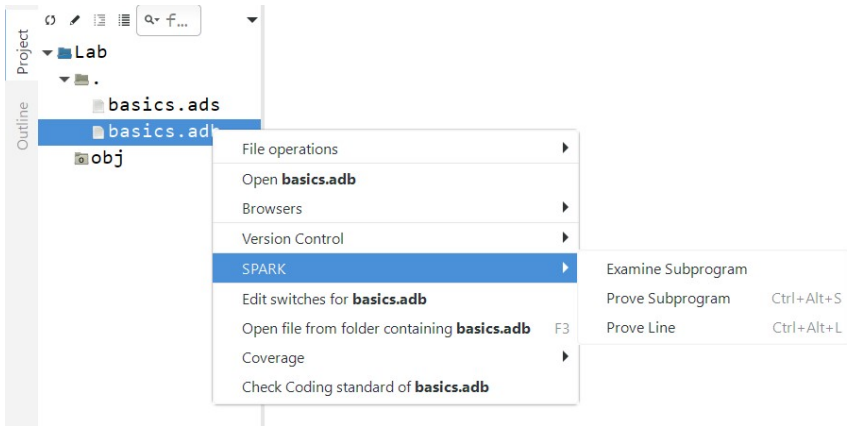 Project
Outline
f...
Lab
.
basics.ads
basics.adb
obj
File operations
Open basics.adb
Browsers
Version Control
SPARK
Edit switches for basics.adb
Open file from folder containing basics.adb F3
Coverage
Check Coding standard of basics.adb
Examine Subprogram
Prove Subprogram Ctrl+Alt+S
Prove Line Ctrl+Alt+L